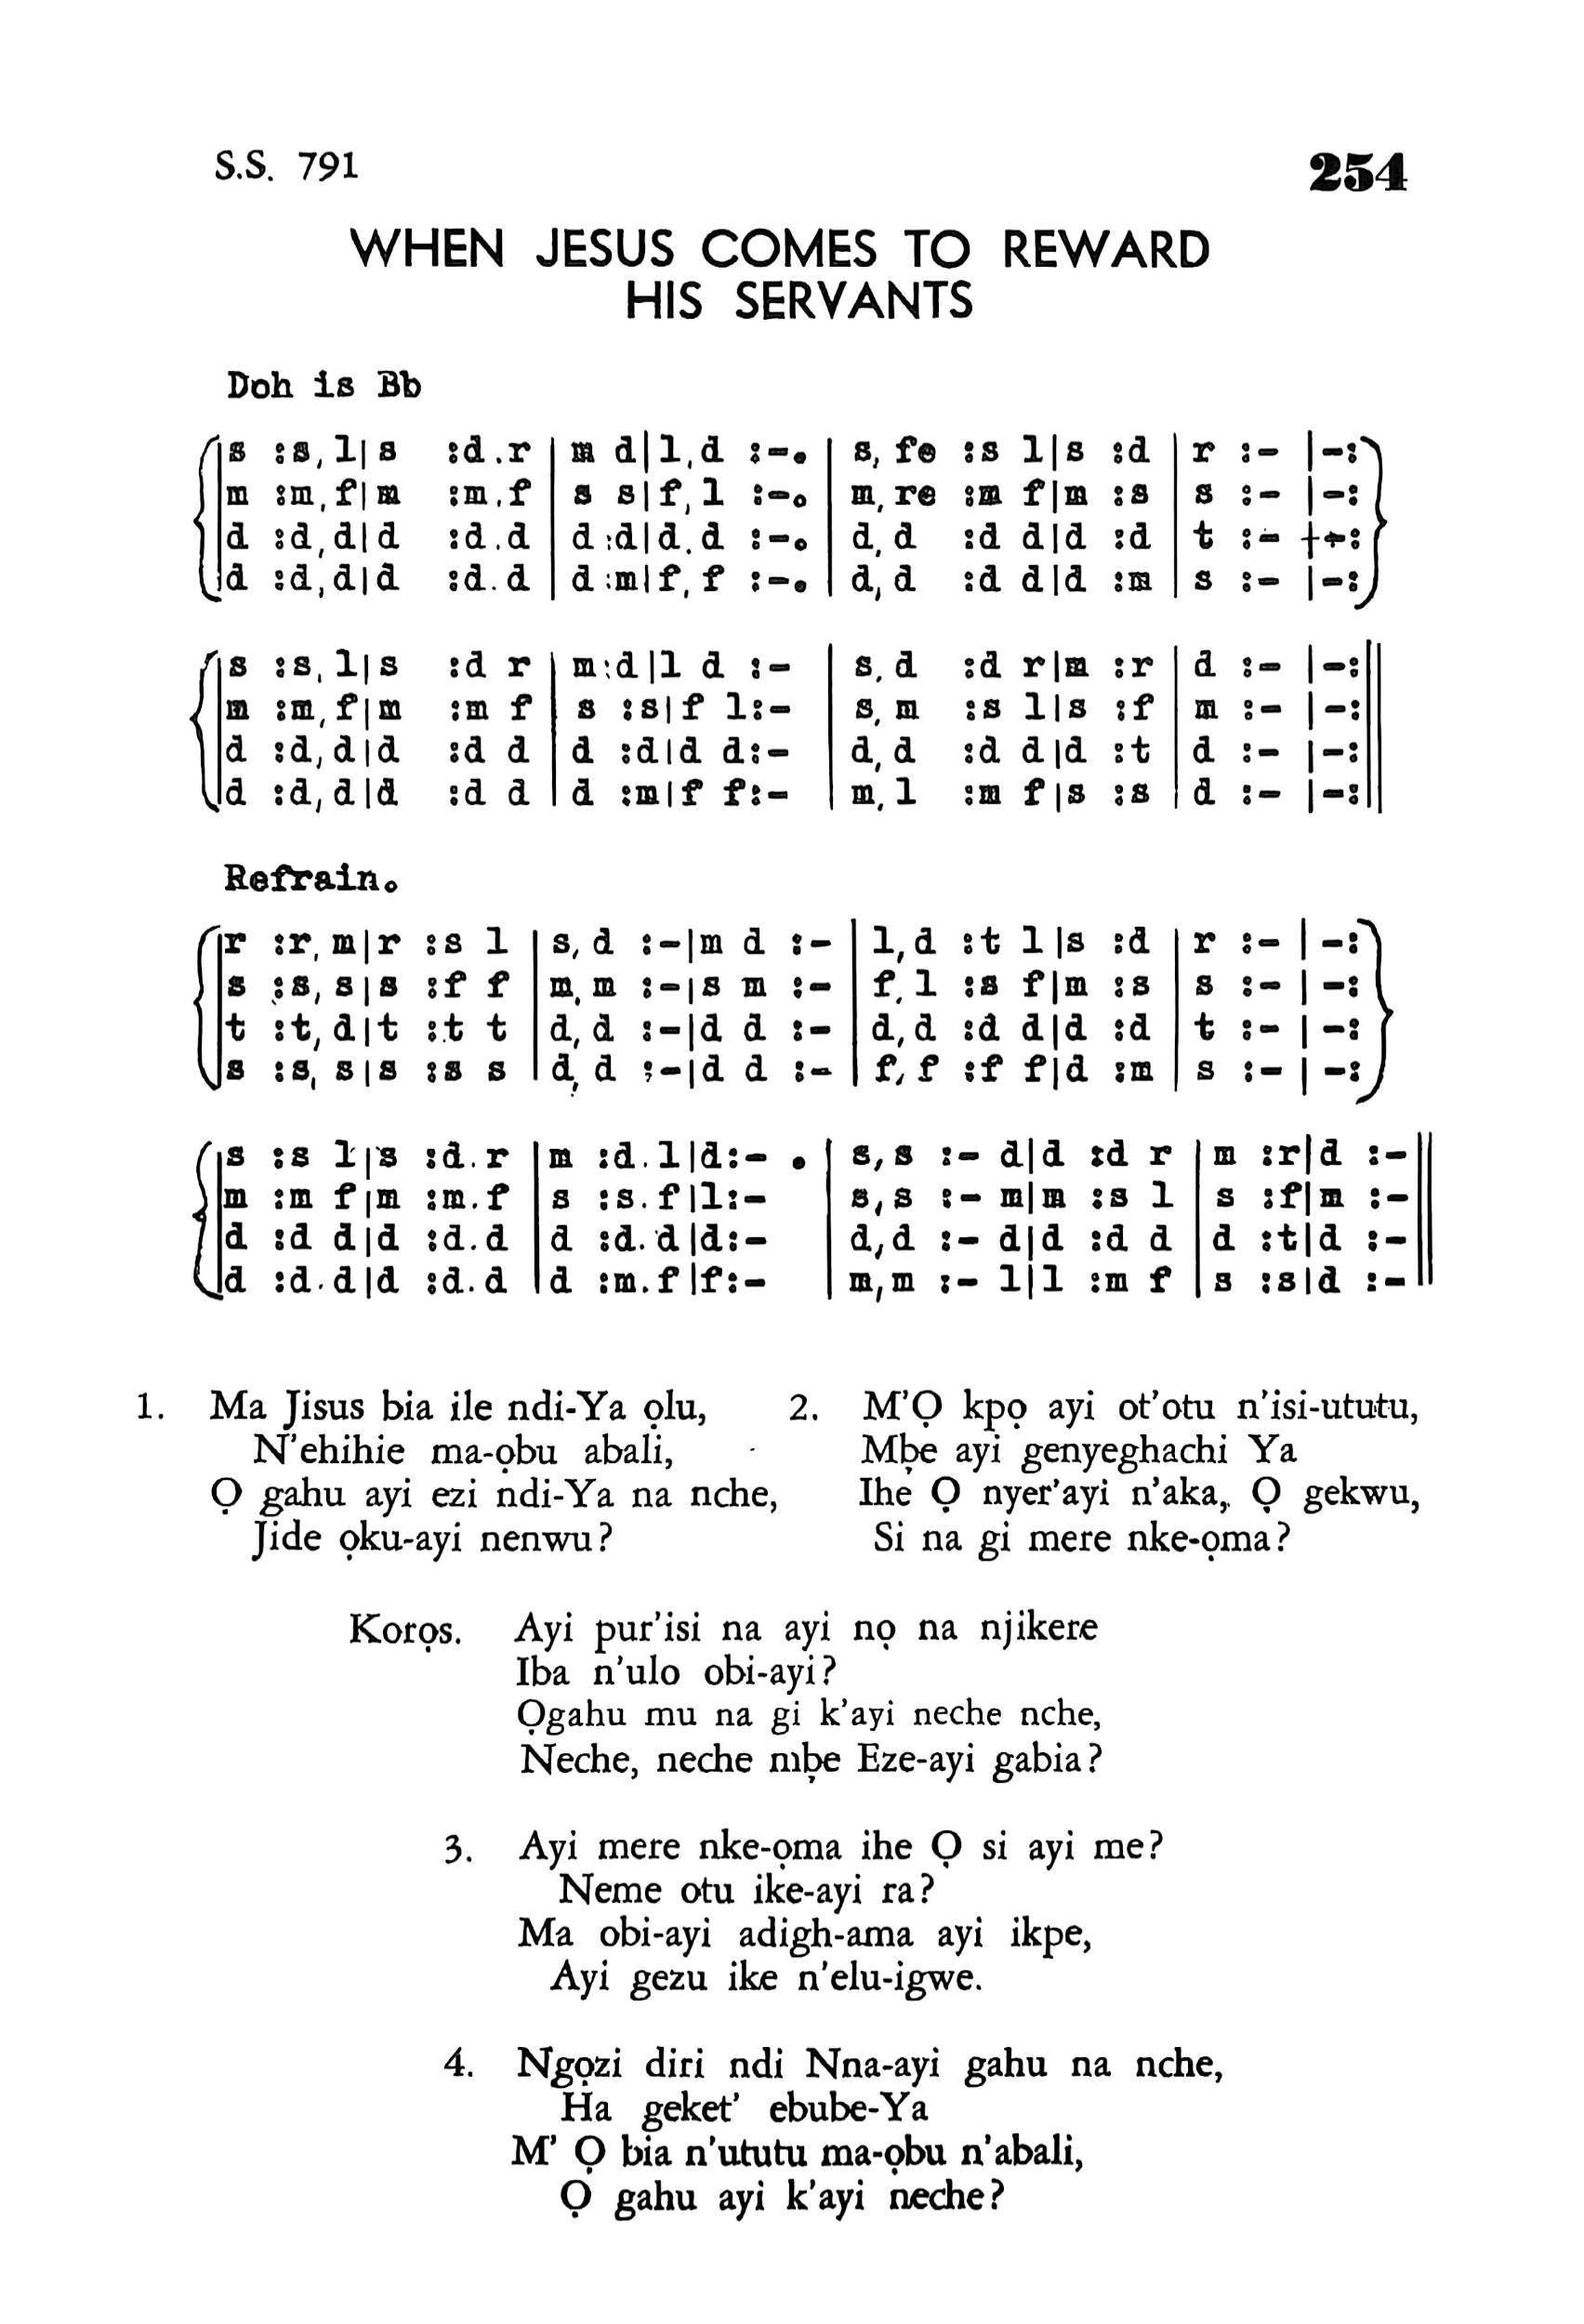 S.S. 791
254
WHEN JESUS COMES TO REWARD
HIS SERVANTS
Doh is Bb
s :s,l|s :d.r | m d|l,d :-. | s,fe :s l|s :d | r :- |-:
m :m,f|m :m.f | s s|f,l :-. | m,re :m f|m :s | s :- |-:
d :d,d|d :d.d | d:d|d.d :-. | d,d :d d|d :d | t :- |-:
d :d,d|d :d.d | d:m|f,f :-. | d,d :d d|d :m | s :- |-:
s :s,l|s :d r | m:d|l d :- | s,d :d r|m :r | d :- |-:||
m :m,f|m :m f | s :s|f l:- | s,m :s l|s :f | m :- |-:||
d :d,d|d :d d | d :d|d d:- | d,d :d d|d :t | d :- |-:||
d :d,d|d :d d | d :m|f f:- | m,l :m f|s :s | d :- |-:||
Refrain.
r :r,m|r :s l | s,d :-|m d :- | l,d :t l|s :d | r :- |-:
s :s,s|s :f f | m,m :-|s m :- | f,l :s f|m :s | s :- |-:
t :t,d|t :t t | d,d :-|d d :- | d,d :d d|d :d | t :- |-:
s :s,s|s :s s | d,d :-|d d :- | f,f :f f|d :m | s :- |-:
s :s l|s :d.r | m :d.l|d:- . | s,s :- d|d :d r | m :r|d :-||
m :m f|m :m.f | s :s.f|l:- | s,s :- m|m :s l | s :f|m :-||
d :d d|d :d.d | d :d.d|d:- | d,d :- d|d :d d | d :t|d :-||
d :d.d|d :d.d | d :m.f|f:- | m,m :- l|l :m f | s :s|d :-||
1. Ma Jisus bia ile ndi-Ya ọlu,
N'ehihie ma-ọbu abali,
Ọ gahu ayi ezi ndi-Ya na nche,
Jide ọku-ayi nenwu?
2. M'Ọ kpọ ayi ot'otu n'isi-ututu,
Mbẹ ayi genyeghachi Ya
Ihe Ọ nyer'ayi n'aka, Ọ gekwu,
Si na gi mere nke-ọma?
Korọs. Ayi pur'isi na ayi nọ na njikere
Iba n'ulo obi-ayi?
Ọgahu mu na gi k'ayi neche nche,
Neche, neche mbẹ Eze-ayi gabia?
3. Ayi mere nke-ọma ihe Ọ si ayi me?
Neme otu ike-ayi ra?
Ma obi-ayi adigh-ama ayi ikpe,
Ayi gezu ike n'elu-igwe.
4. Ngọzi diri ndi Nna-ayi gahu na nche,
Ha geket' ebube-Ya
M' Ọ bia n'ututu ma-ọbu n'abali,
Ọ gahu ayi k'ayi neche?